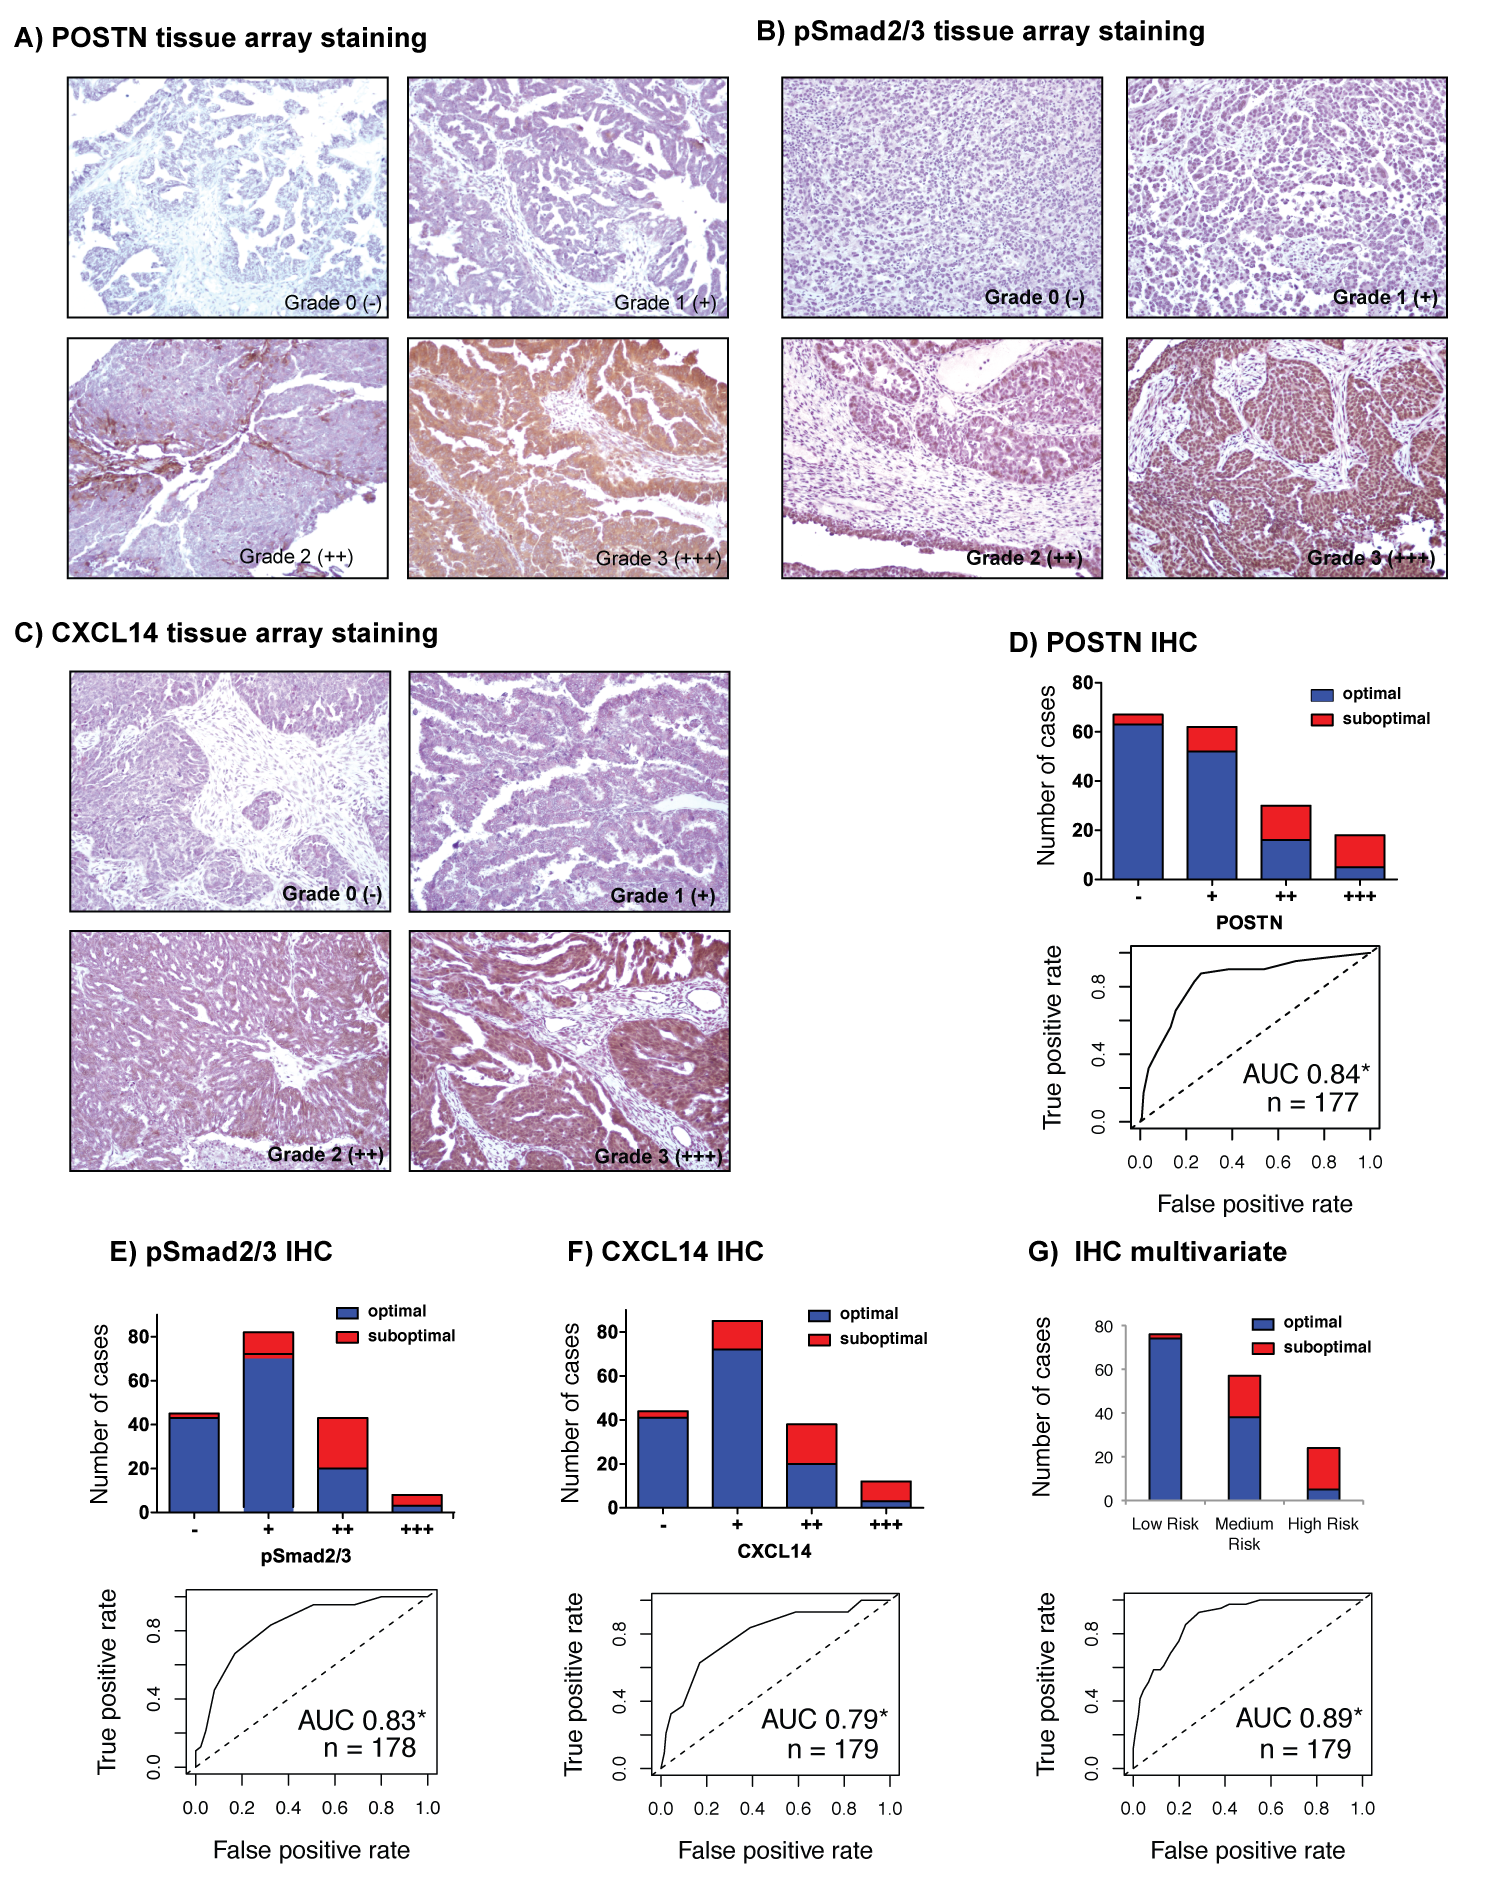 A) POSTN tissue array staining
Grade 0 (-)
Grade 1 (+)
Grade 2 (++)
Grade 3 (+++)
B) pSmad2/3 tissue array staining
Grade 0 (-)
Grade 1 (+)
Grade 2 (++)
Grade 3 (+++)
C) CXCL14 tissue array staining
Grade 0 (-)
Grade 1 (+)
Grade 2 (++)
Grade 3 (+++)
D) POSTN IHC
optimal
suboptimal
Number of cases
80
60
40
20
0
- + ++ +++
POSTN
True positive rate
0.8
0.4
0.0
AUC 0.84*
n = 177
0.0 0.2 0.4 0.6 0.8 1.0
False positive rate
E) pSmad2/3 IHC
optimal
suboptimal
Number of cases
80
60
40
20
0
- + ++ +++
pSmad2/3
True positive rate
0.8
0.4
0.0
AUC 0.83*
n = 178
0.0 0.2 0.4 0.6 0.8 1.0
False positive rate
F) CXCL14 IHC
optimal
suboptimal
Number of cases
80
60
40
20
0
- + ++ +++
CXCL14
True positive rate
0.8
0.4
0.0
AUC 0.79*
n = 179
0.0 0.2 0.4 0.6 0.8 1.0
False positive rate
G) IHC multivariate
optimal
suboptimal
Number of cases
80
60
40
20
0
Low Risk Medium High Risk
Risk
True positive rate
0.8
0.4
0.0
AUC 0.89*
n = 179
0.0 0.2 0.4 0.6 0.8 1.0
False positive rate